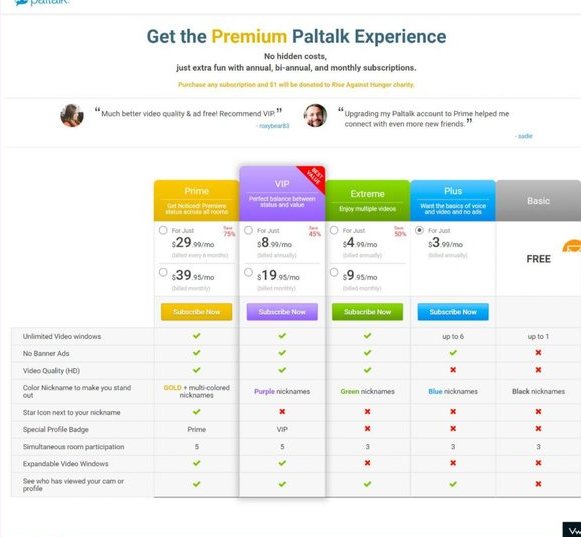 paltalk
Get the Premium Paltalk Experience
No hidden costs,
just extra fun with annual, bi-annual, and monthly subscriptions.
Purchase any subscription and $1 will be donated to Rise Against Hunger charity.
“Much better video quality & ad free! Recommend VIP.”
- roxybear83
“Upgrading my Paltalk account to Prime helped me
connect with even more new friends.”
- sadie
Prime
Get Noticed! Premiere
status across all rooms
VIP
Perfect balance between
status and value
BEST
VALUE
Extreme
Enjoy multiple videos
Plus
Want the basics of voice
and video and no ads
Basic
For Just
Save
75%
$29.99/mo
(billed every 6 months)
$39.95/mo
(billed monthly)
For Just
Save
45%
$8.99/mo
(billed annually)
$19.95/mo
(billed monthly)
For Just
Save
50%
$4.99/mo
(billed annually)
$9.95/mo
(billed monthly)
For Just
$3.99/mo
(billed annually)
FREE
Subscribe Now
Subscribe Now
Subscribe Now
Subscribe Now
Unlimited Video windows
up to 6
up to 1
No Banner Ads
Video Quality (HD)
Color Nickname to make you stand
out
GOLD + multi-colored
nicknames
Purple nicknames
Green nicknames
Blue nicknames
Black nicknames
Star Icon next to your nickname
Special Profile Badge
Prime
VIP
Simultaneous room participation
5
5
3
3
3
Expandable Video Windows
See who has viewed your cam or
profile